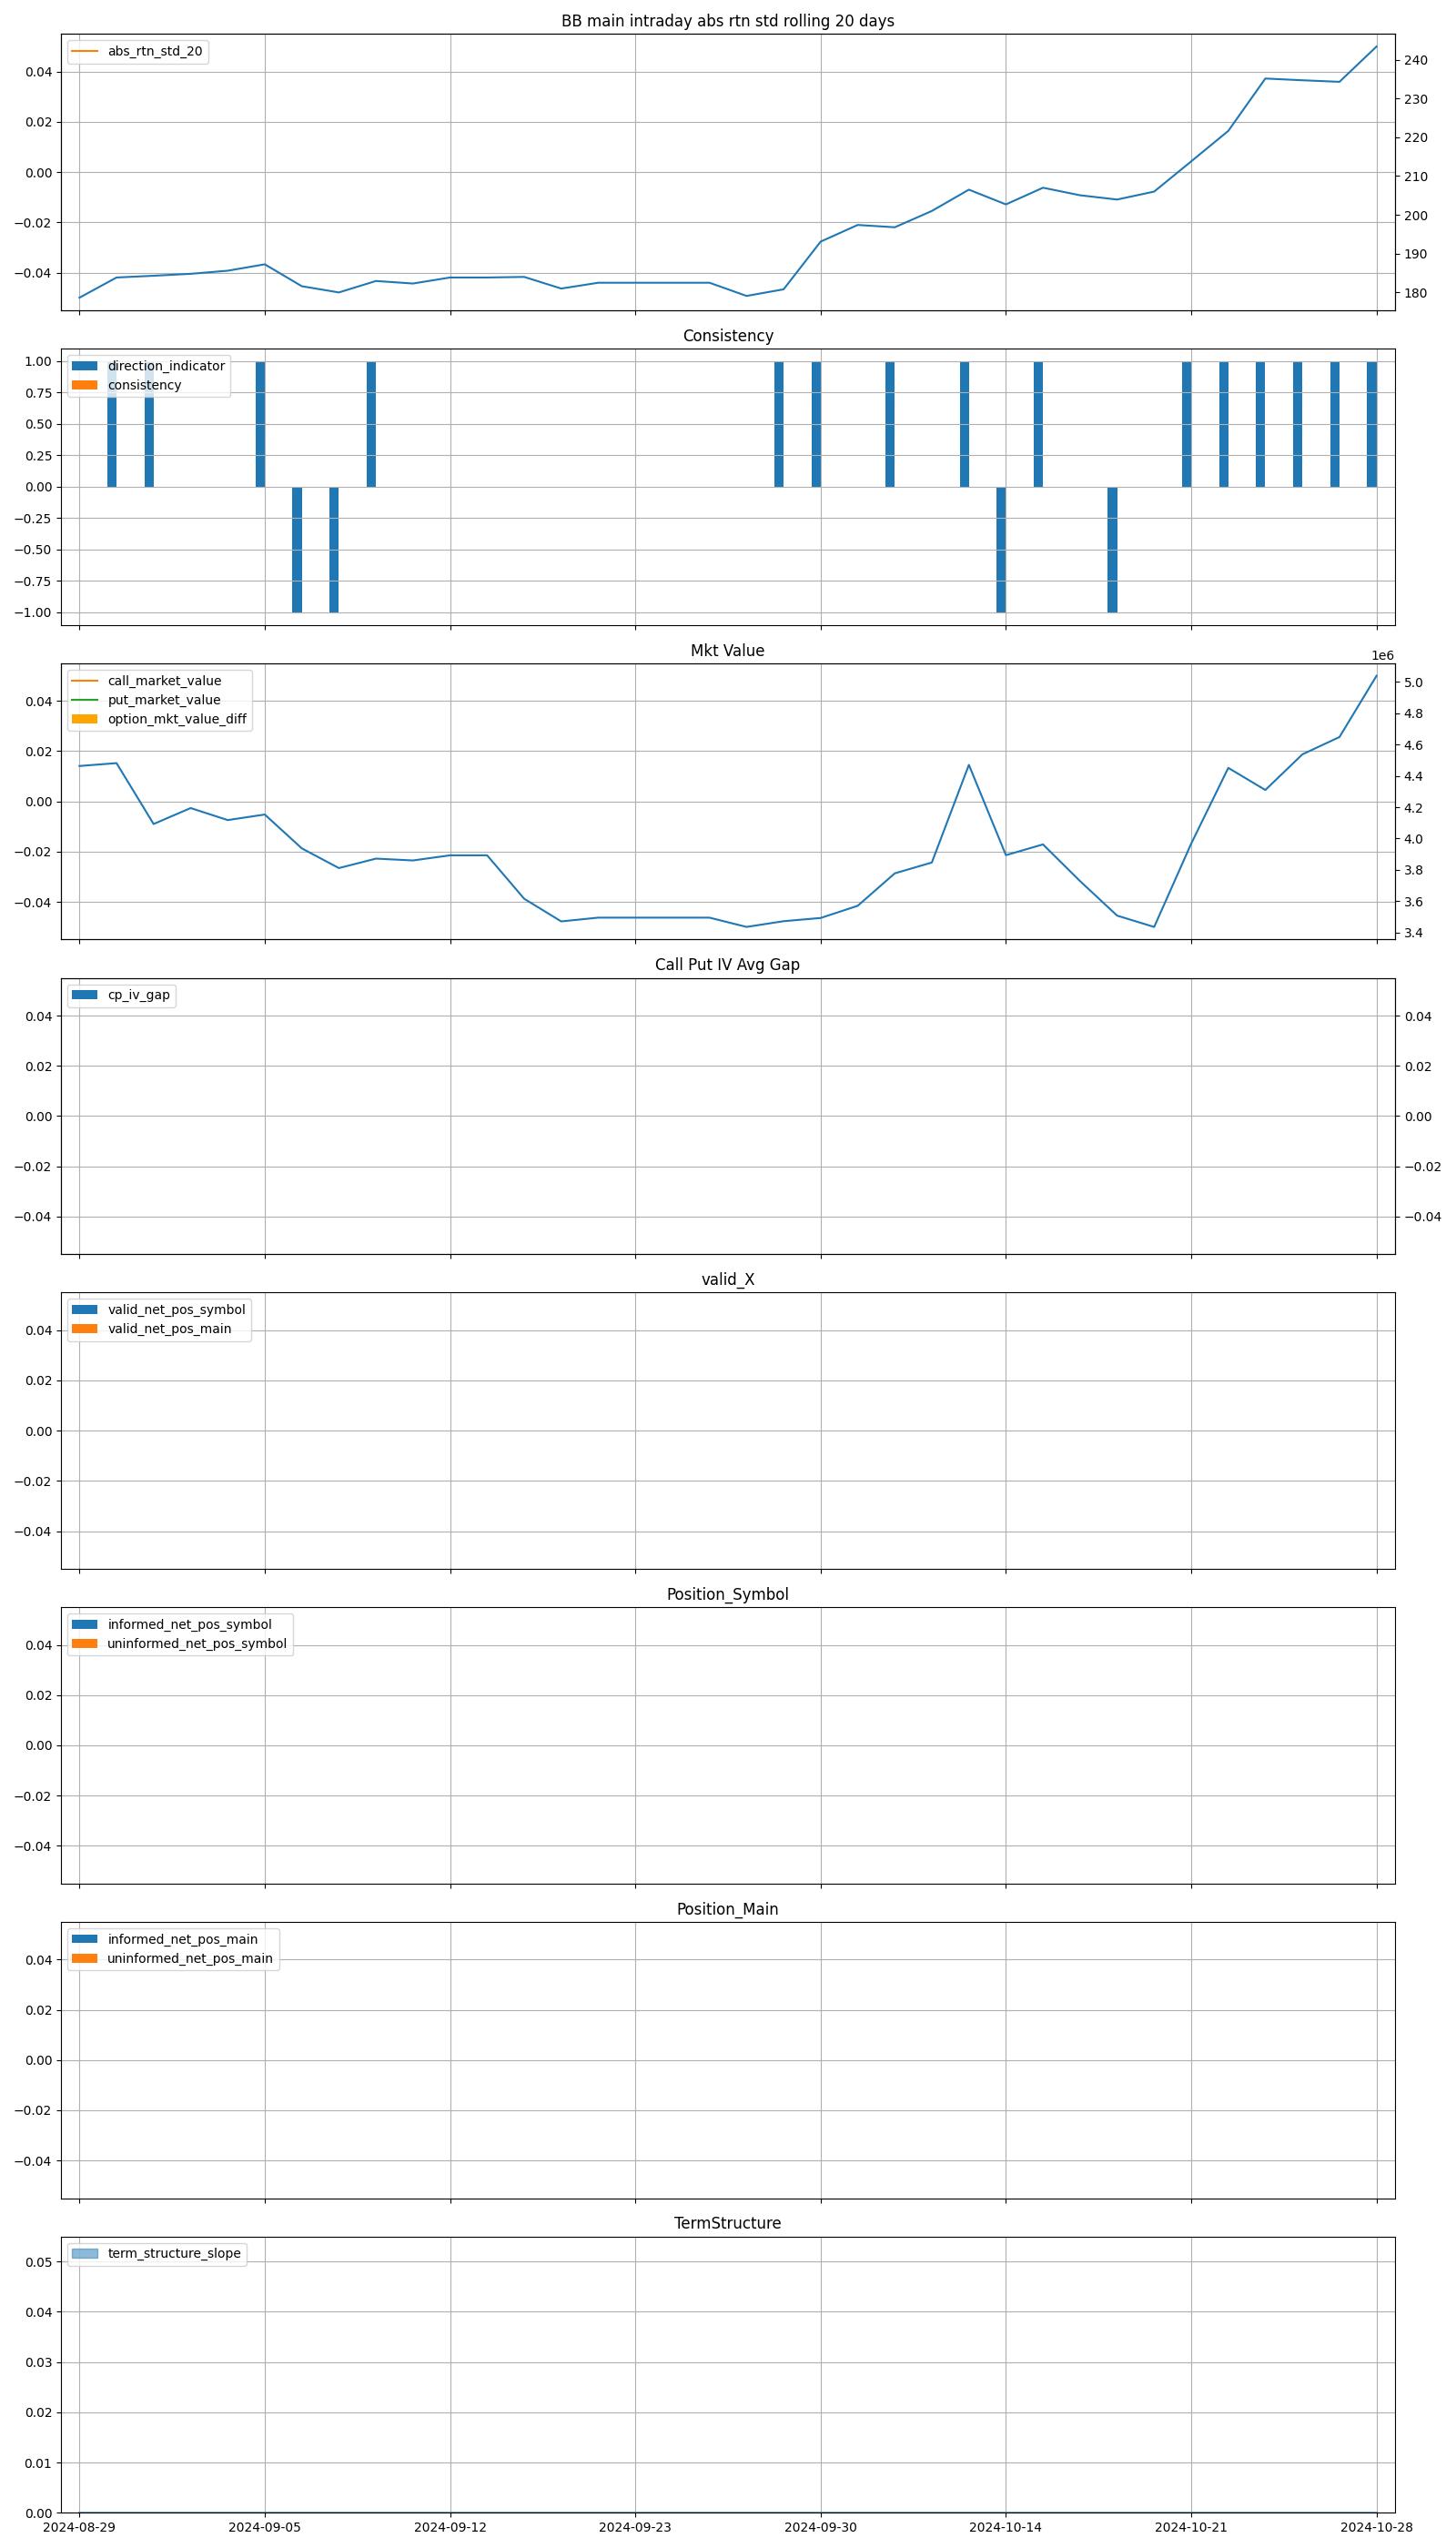 BB main intraday abs rtn std rolling 20 days
abs_rtn_std_20
0.04
0.02
0.00
−0.02
−0.04
240
230
220
210
200
190
180
Consistency
direction_indicator
consistency
1.00
0.75
0.50
0.25
0.00
−0.25
−0.50
−0.75
−1.00
Mkt Value
1e6
call_market_value
put_market_value
option_mkt_value_diff
0.04
0.02
0.00
−0.02
−0.04
5.0
4.8
4.6
4.4
4.2
4.0
3.8
3.6
3.4
Call Put IV Avg Gap
cp_iv_gap
0.04
0.02
0.00
−0.02
−0.04
0.04
0.02
0.00
−0.02
−0.04
valid_X
valid_net_pos_symbol
valid_net_pos_main
0.04
0.02
0.00
−0.02
−0.04
Position_Symbol
informed_net_pos_symbol
uninformed_net_pos_symbol
0.04
0.02
0.00
−0.02
−0.04
Position_Main
informed_net_pos_main
uninformed_net_pos_main
0.04
0.02
0.00
−0.02
−0.04
TermStructure
term_structure_slope
0.05
0.04
0.03
0.02
0.01
0.00
2024-08-29 2024-09-05 2024-09-12 2024-09-23 2024-09-30 2024-10-14 2024-10-21 2024-10-28